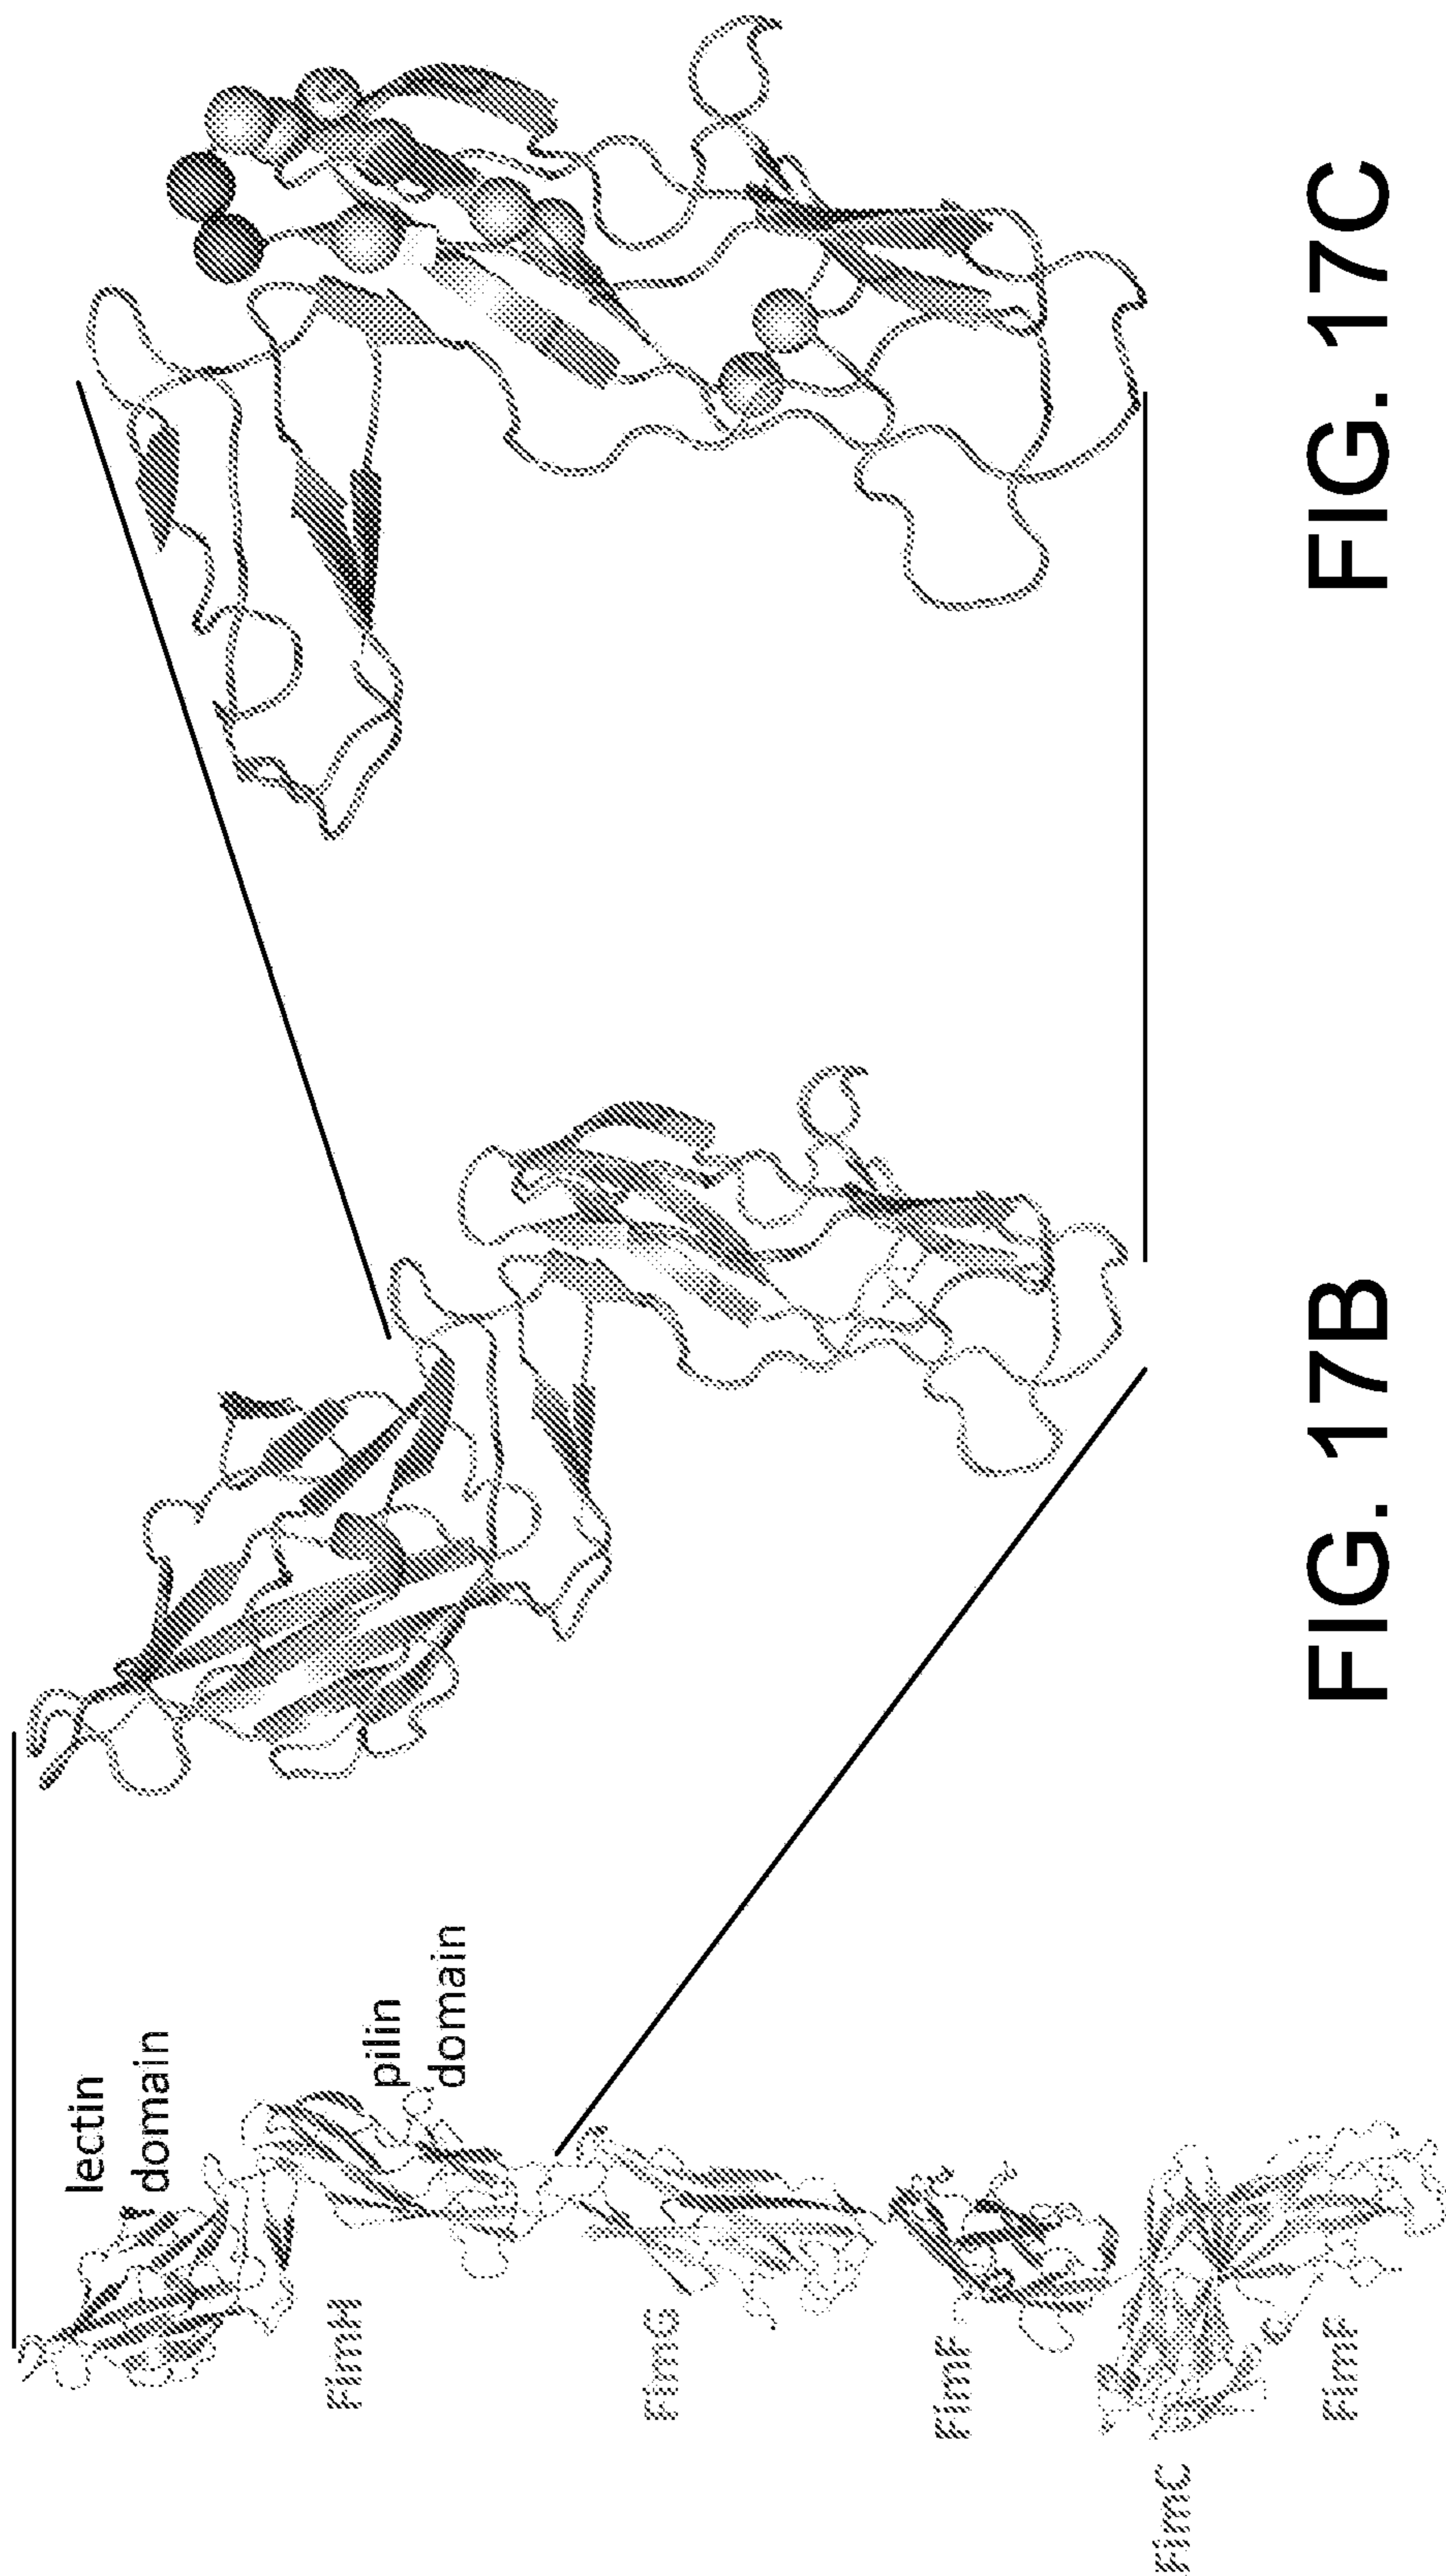 lectin
domain
pilin
domain
FimH
FimG
FimF
FimC
FimF
FIG. 17B
FIG. 17C